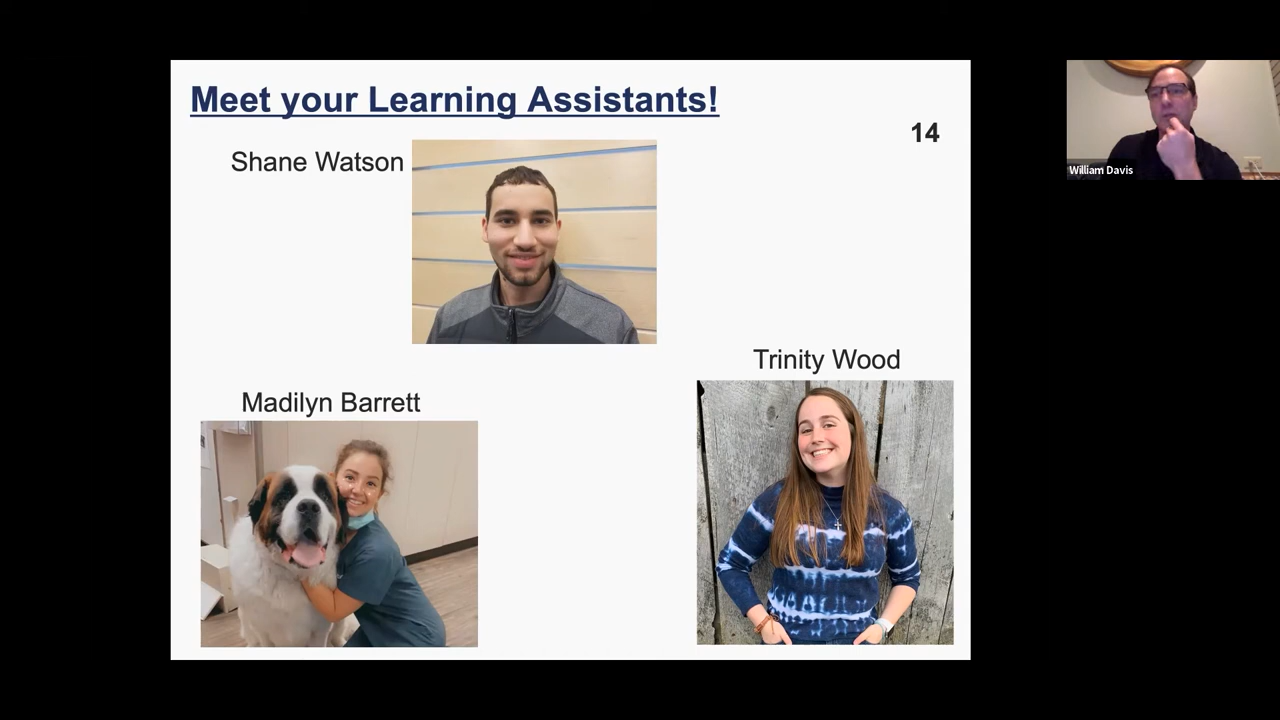 Meet your Learning Assistants!
14
Shane Watson
Trinity Wood
Madilyn Barrett
William Davis